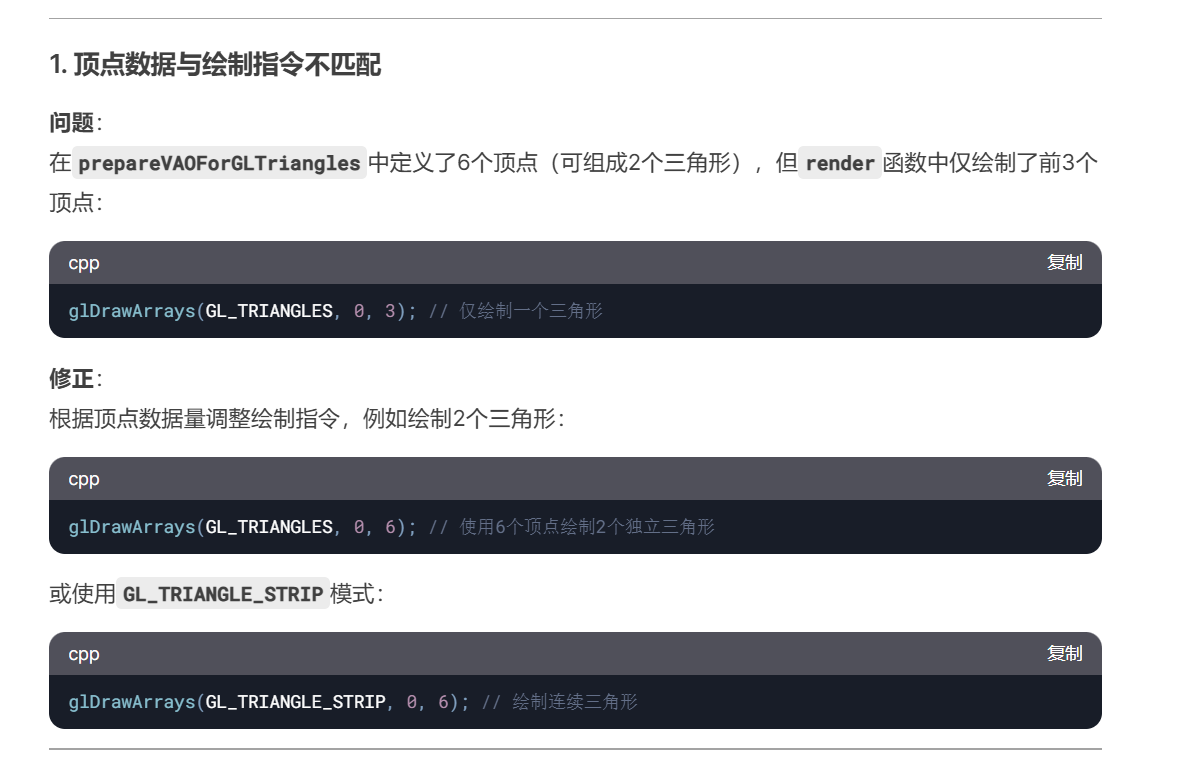 1. 顶点数据与绘制指令不匹配
问题：
在 prepareVAOForGLTriangles 中定义了6个顶点（可组成2个三角形），但 render 函数中仅绘制了前3个
顶点：
cpp 复制
glDrawArrays(GL_TRIANGLES, 0, 3); // 仅绘制一个三角形
修正：
根据顶点数据量调整绘制指令，例如绘制2个三角形：
cpp 复制
glDrawArrays(GL_TRIANGLES, 0, 6); // 使用6个顶点绘制2个独立三角形
或使用 GL_TRIANGLE_STRIP 模式：
cpp 复制
glDrawArrays(GL_TRIANGLE_STRIP, 0, 6); // 绘制连续三角形